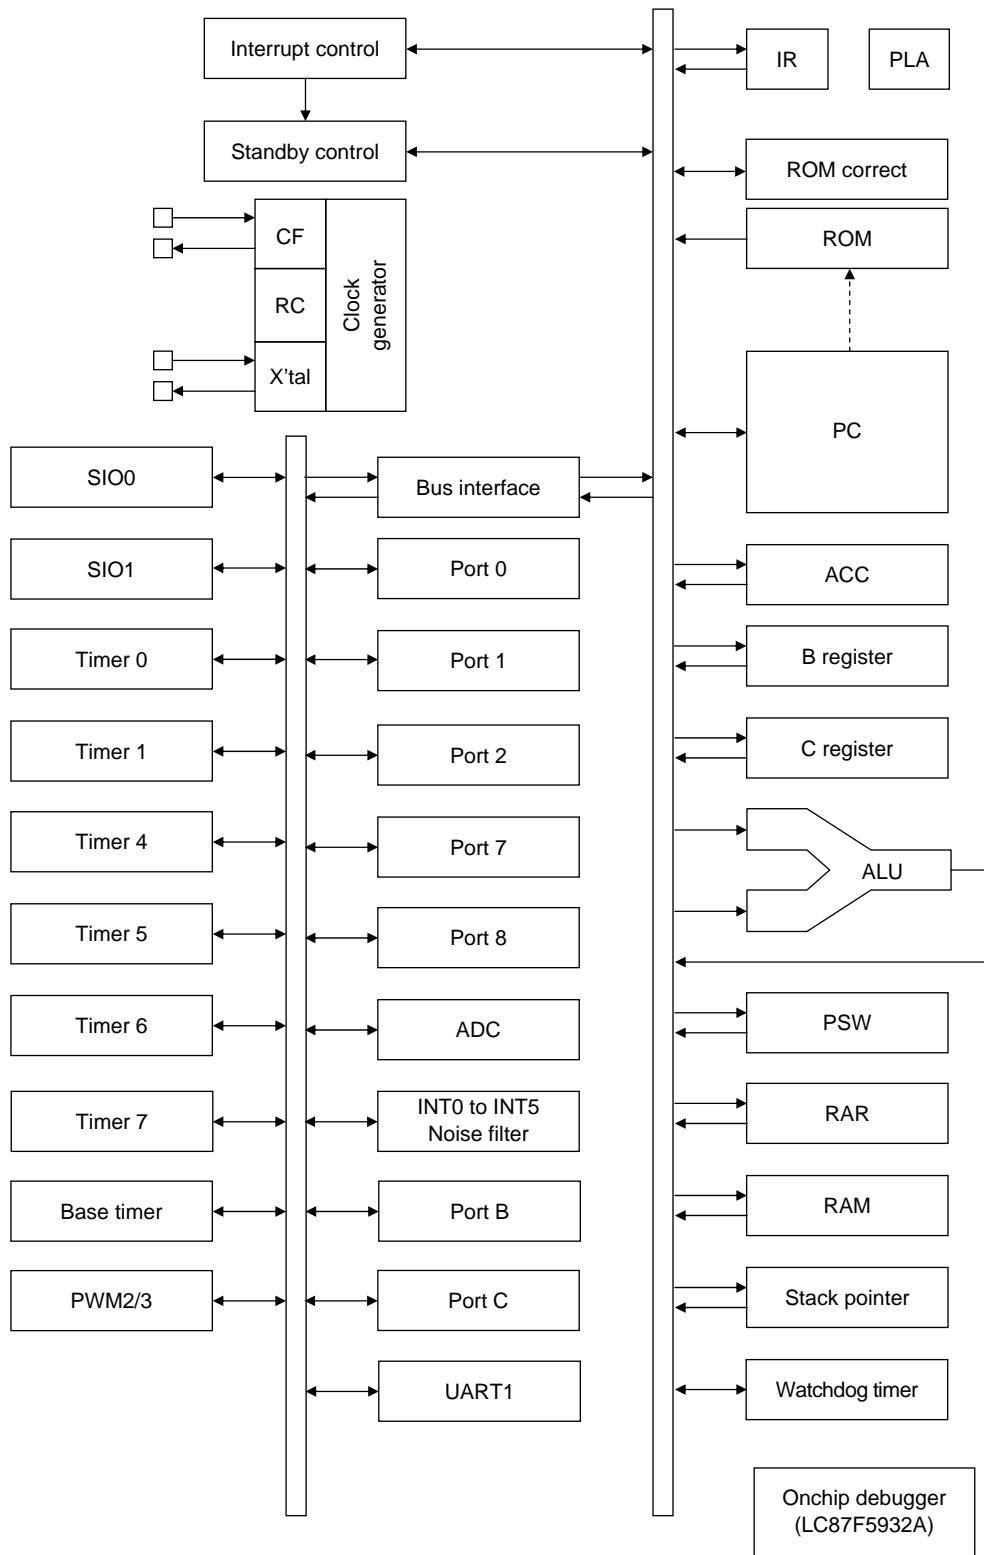 Interrupt control
IR
PLA
Standby control
ROM correct
CF
RC
X'tal
Clock
generator
ROM
PC
SIO0
Bus interface
SIO1
Port 0
ACC
Timer 0
Port 1
B register
Timer 1
Port 2
C register
Timer 4
Port 7
ALU
Timer 5
Port 8
Timer 6
ADC
PSW
Timer 7
INT0 to INT5
Noise filter
RAR
Base timer
Port B
RAM
PWM2/3
Port C
Stack pointer
UART1
Watchdog timer
Onchip debugger
(LC87F5932A)